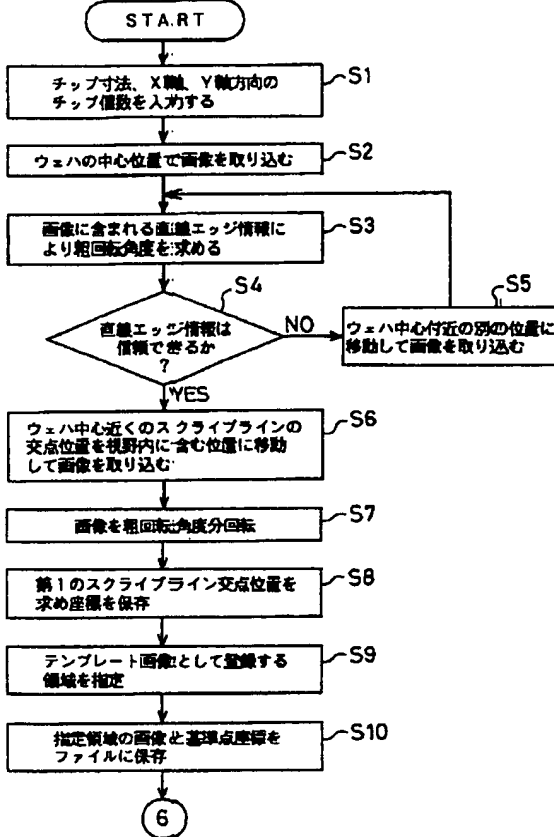 START
チップ寸法、X軸、Y軸方向の
チップ個数を入力する
S1
ウェハの中心位置で画像を取り込む
S2
画像に含まれる直線エッジ情報に
より粗回転角度を求める
S3
直線エッジ情報は
信頼できるか
?
S4
NO
ウェハ中心付近の別の位置に
移動して画像を取り込む
S5
YES
ウェハ中心近くのスクライブラインの
交点位置を視野内に含む位置に移動
して画像を取り込む
S6
画像を粗回転角度分回転
S7
第1のスクライブライン交点位置を
求め座標を保存
S8
テンプレート画像として登録する
領域を指定
S9
指定領域の画像と基準点座標を
ファイルに保存
S10
6